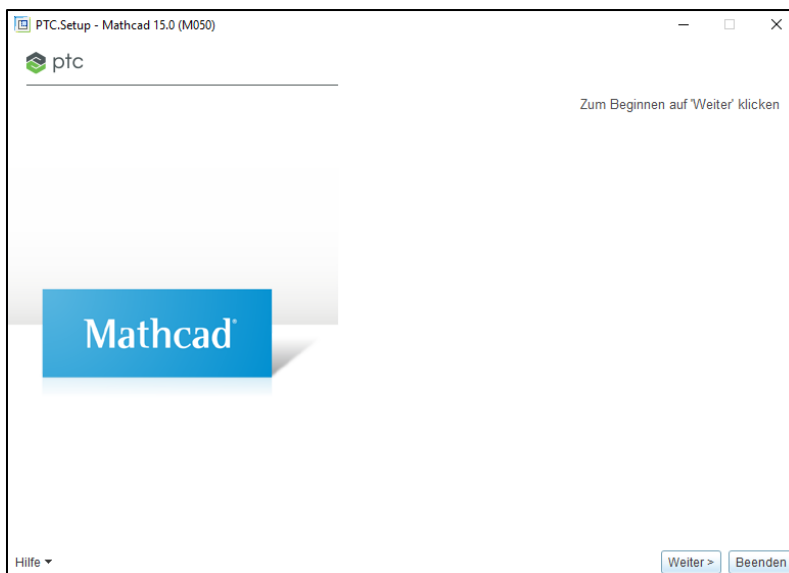 PTC.Setup - Mathcad 15.0 (M050)
ptc
Zum Beginnen auf 'Weiter' klicken
Mathcad®
Hilfe
Weiter >
Beenden